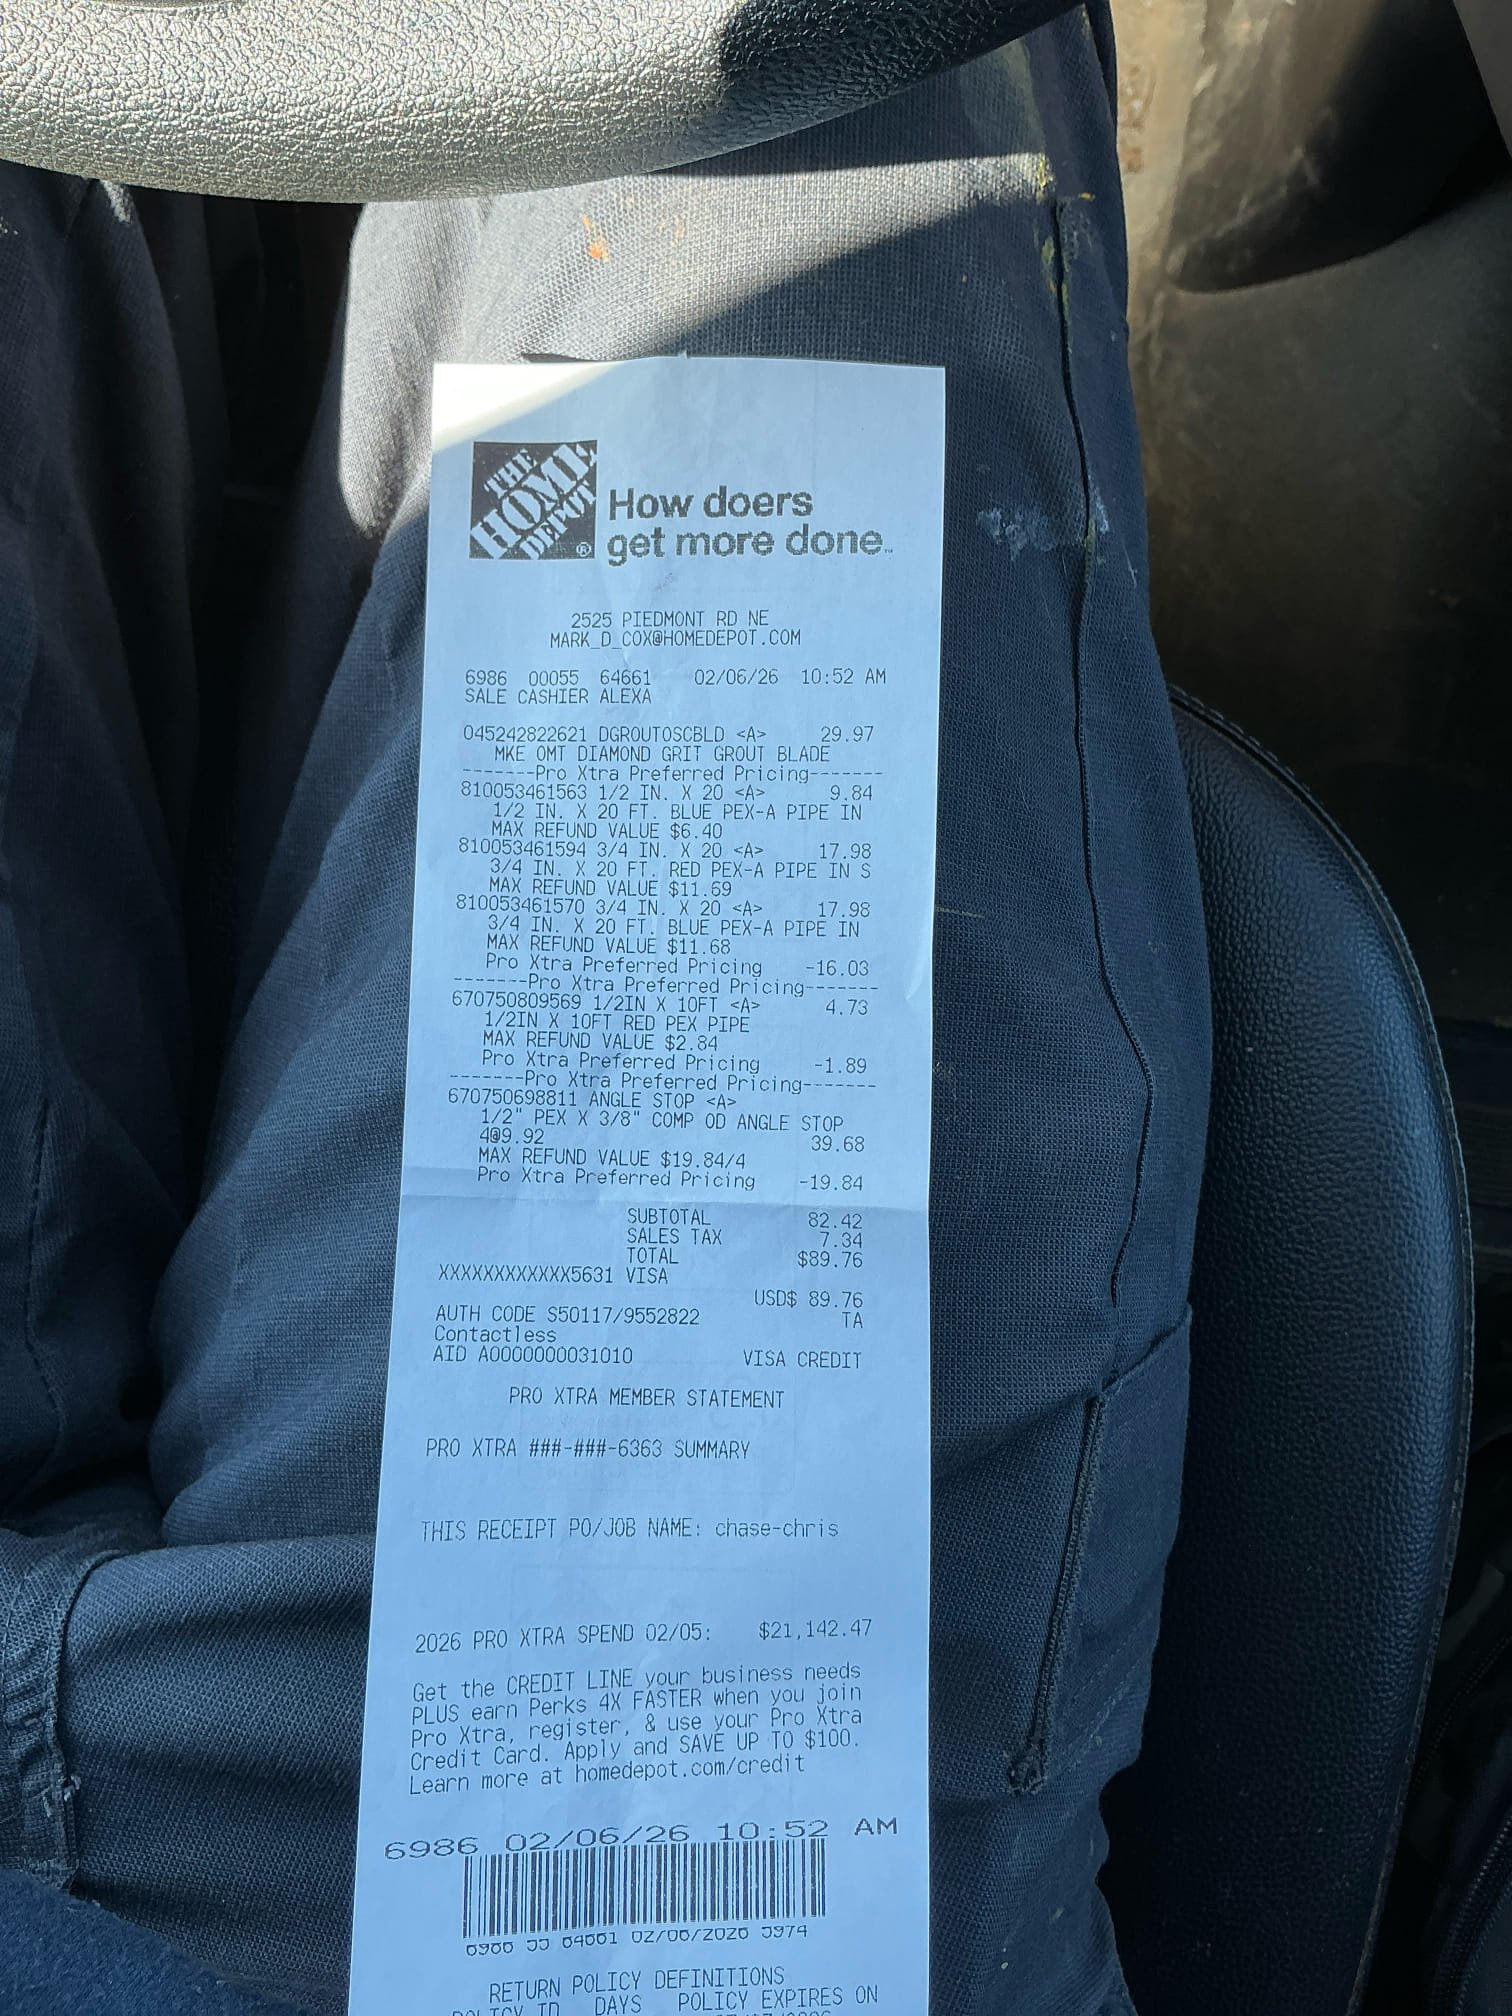 THE
HOME
DEPOT
®
How doers
get more done™
2525 PIEDMONT RD NE
MARK_D_COX@HOMEDEPOT.COM
6986 00055 64661 02/06/26 10:52 AM
SALE CASHIER ALEXA
045242822621 DGROUTOSCBLD <A> 29.97
MKE OMT DIAMOND GRIT GROUT BLADE
-------Pro Xtra Preferred Pricing-------
810053461563 1/2 IN. X 20 <A> 9.84
1/2 IN. X 20 FT. BLUE PEX-A PIPE IN
MAX REFUND VALUE $6.40
810053461594 3/4 IN. X 20 <A> 17.98
3/4 IN. X 20 FT. RED PEX-A PIPE IN S
MAX REFUND VALUE $11.69
810053461570 3/4 IN. X 20 <A> 17.98
3/4 IN. X 20 FT. BLUE PEX-A PIPE IN
MAX REFUND VALUE $11.68
Pro Xtra Preferred Pricing -16.03
-------Pro Xtra Preferred Pricing-------
670750809569 1/2IN X 10FT <A> 4.73
1/2IN X 10FT RED PEX PIPE
MAX REFUND VALUE $2.84
Pro Xtra Preferred Pricing -1.89
-------Pro Xtra Preferred Pricing-------
670750698811 ANGLE STOP <A>
1/2" PEX X 3/8" COMP OD ANGLE STOP
4@9.92 39.68
MAX REFUND VALUE $19.84/4
Pro Xtra Preferred Pricing -19.84
SUBTOTAL 82.42
SALES TAX 7.34
TOTAL $89.76
XXXXXXXXXXXX5631 VISA
USD$ 89.76
AUTH CODE S50117/9552822 TA
Contactless
AID A0000000031010 VISA CREDIT
PRO XTRA MEMBER STATEMENT
PRO XTRA ###-###-6363 SUMMARY
THIS RECEIPT PO/JOB NAME: chase-chris
2026 PRO XTRA SPEND 02/05: $21,142.47
Get the CREDIT LINE your business needs
PLUS earn Perks 4X FASTER when you join
Pro Xtra, register, & use your Pro Xtra
Credit Card. Apply and SAVE UP TO $100.
Learn more at homedepot.com/credit
6986 02/06/26 10:52 AM
6986 55 64661 02/06/2026 5974
RETURN POLICY DEFINITIONS
POLICY ID DAYS POLICY EXPIRES ON